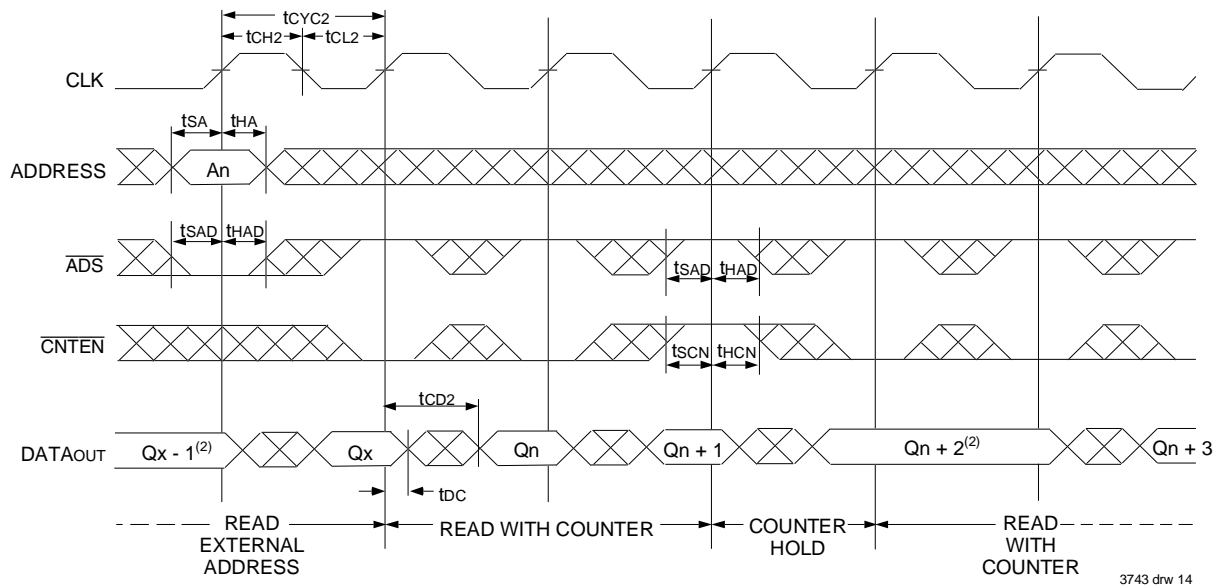 tCYC2
tCH2 tCL2
CLK
tSA tHA
ADDRESS An
tSAD tHAD
ADS tSAD tHAD
CNTEN
tSCN tHCN
tCD2
DATAOUT Qx - 1(2) Qx Qn Qn + 1 Qn + 2(2) Qn + 3
tDC
READ EXTERNAL ADDRESS
READ WITH COUNTER
COUNTER HOLD
READ WITH COUNTER
3743 drw 14